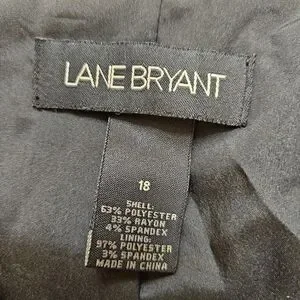 LANE BRYANT
18
SHELL:
63% POLYESTER
33% RAYON
4% SPANDEX
LINING:
97% POLYESTER
3% SPANDEX
MADE IN CHINA